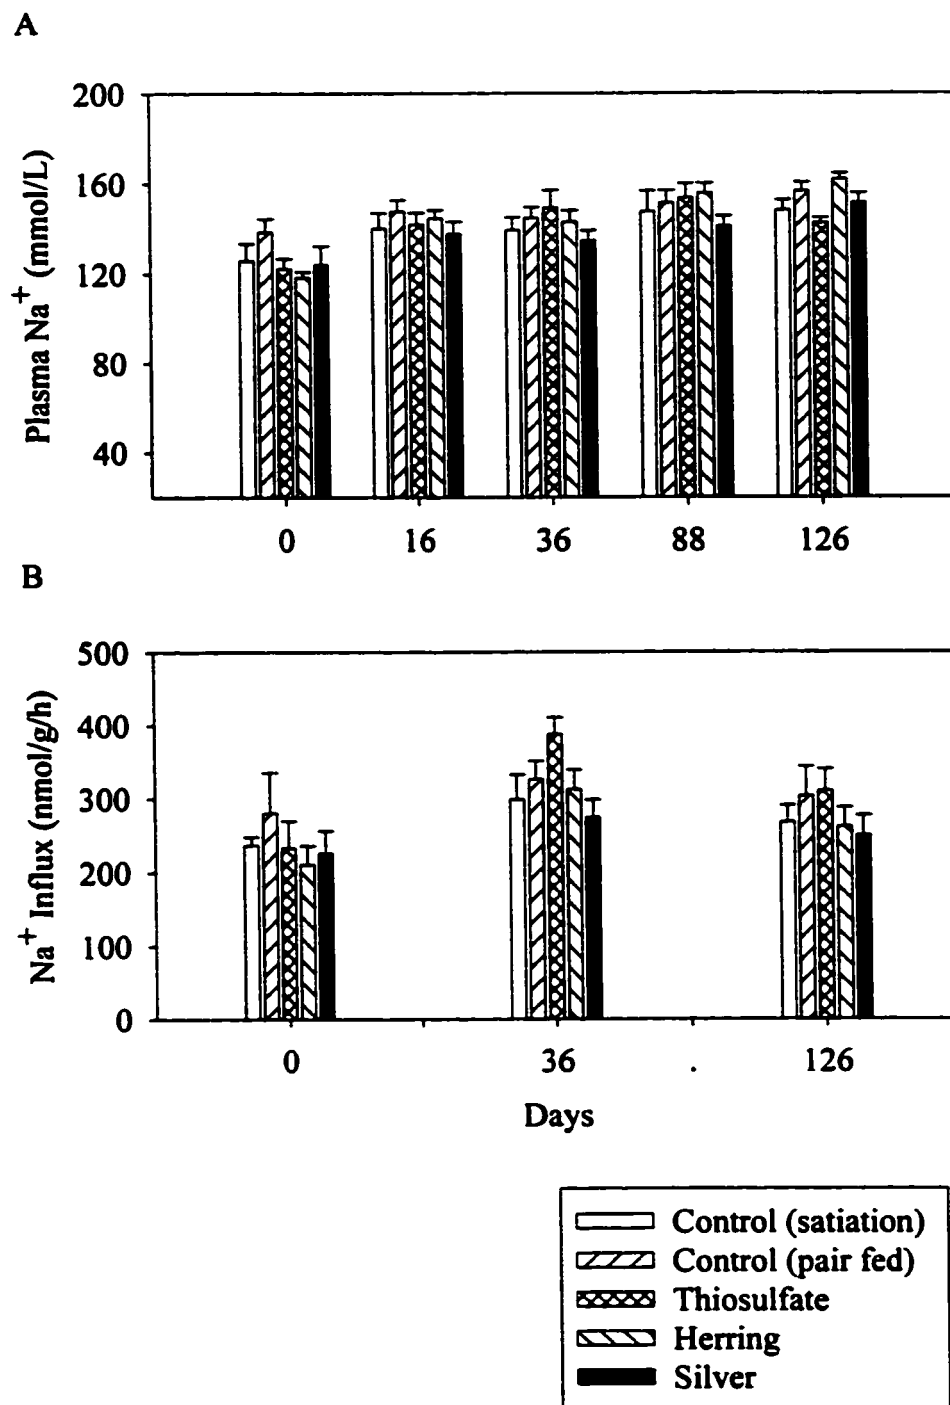 A
Plasma Na+ (mmol/L)
200
160
120
80
40
0 16 36 88 126
B
Na+ Influx (nmol/g/h)
500
400
300
200
100
0
0 36 . 126
Days
Control (satiation)
Control (pair fed)
Thiosulfate
Herring
Silver